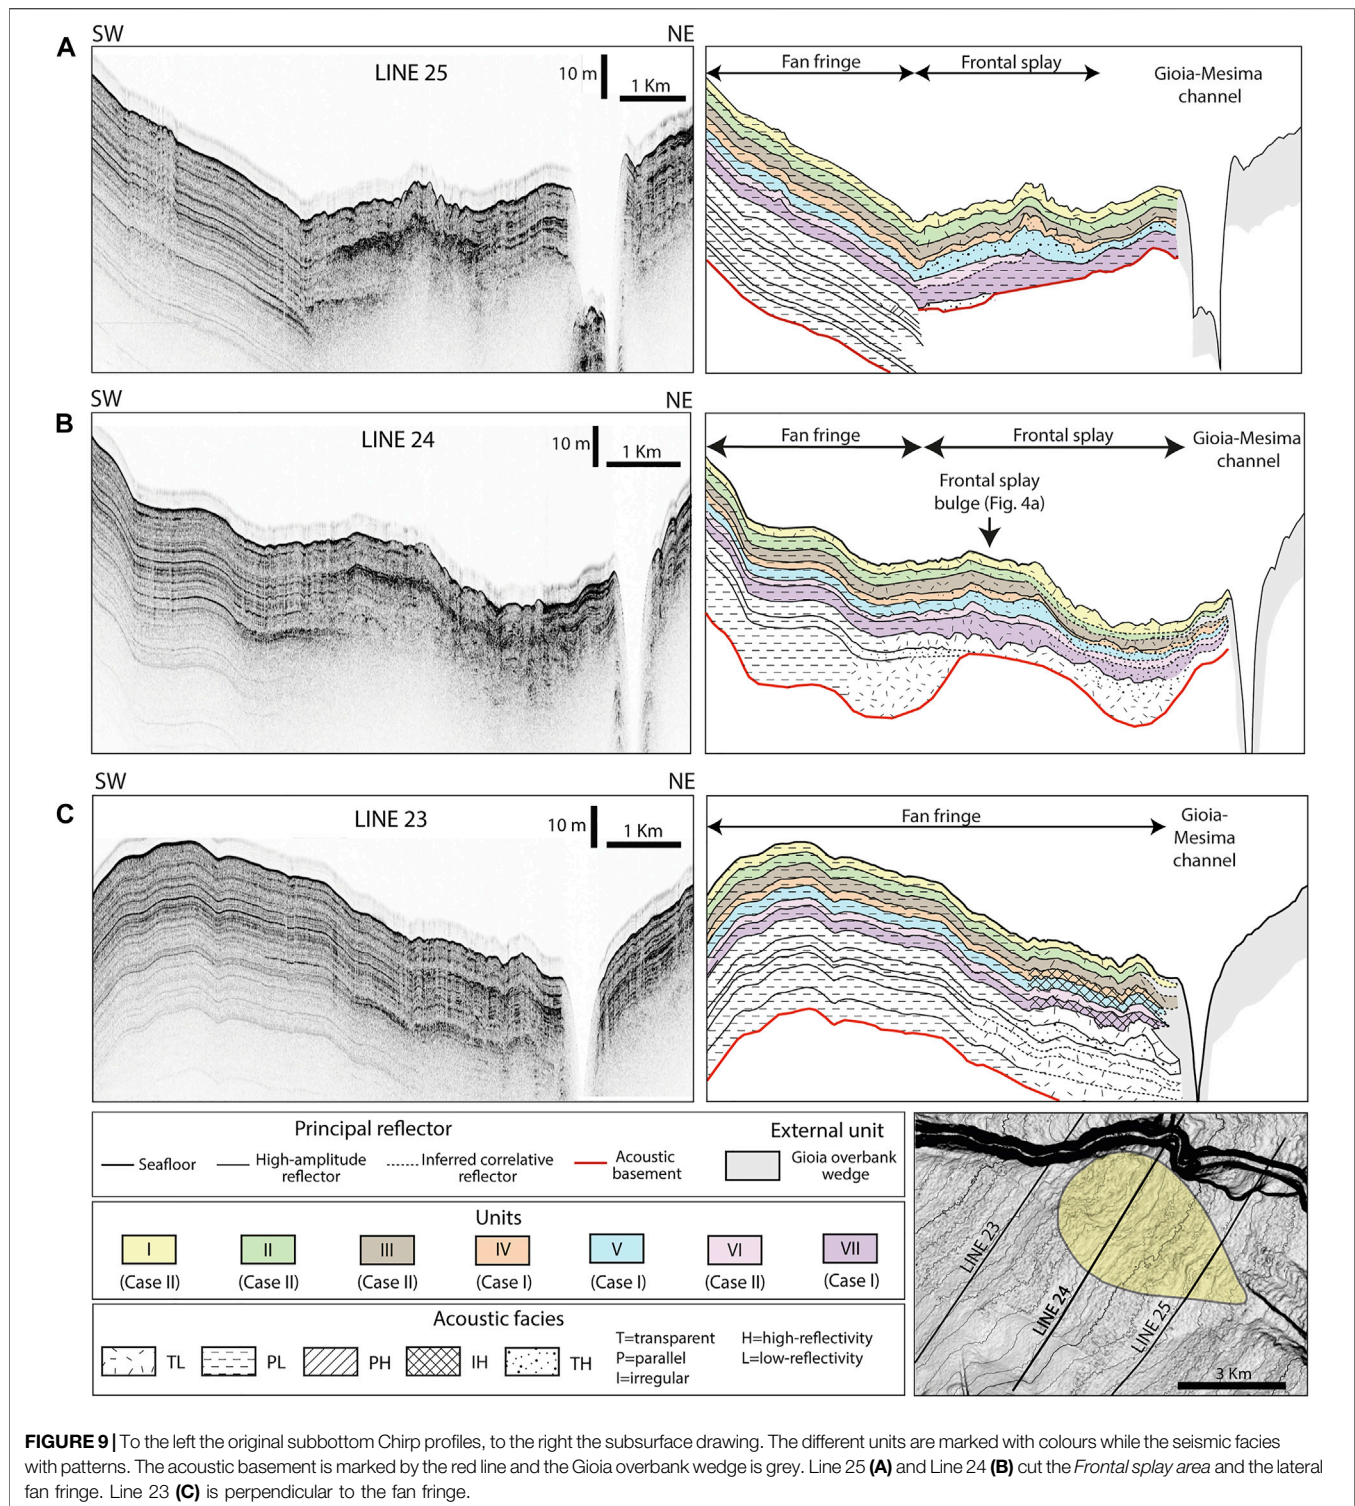 A
SW
NE
LINE 25
10 m
1 Km
Fan fringe
Frontal splay
Gioia-Mesima
channel
B
SW
NE
LINE 24
10 m
1 Km
Fan fringe
Frontal splay
Gioia-Mesima
channel
Frontal splay
bulge (Fig. 4a)
C
SW
NE
LINE 23
10 m
1 Km
Fan fringe
Gioia-
Mesima
channel
Principal reflector
Seafloor
High-amplitude
reflector
Inferred correlative
reflector
Acoustic
basement
External unit
Gioia overbank
wedge
Units
I
II
III
IV
V
VI
VII
(Case II)
(Case II)
(Case II)
(Case I)
(Case I)
(Case II)
(Case I)
Acoustic facies
TL
PL
PH
IH
TH
T=transparent
P=parallel
I=irregular
H=high-reflectivity
L=low-reflectivity
LINE 23
LINE 24
LINE 25
3 Km
FIGURE 9 | To the left the original subbottom Chirp profiles, to the right the subsurface drawing. The different units are marked with colours while the seismic facies
with patterns. The acoustic basement is marked by the red line and the Gioia overbank wedge is grey. Line 25 (A) and Line 24 (B) cut the Frontal splay area and the lateral
fan fringe. Line 23 (C) is perpendicular to the fan fringe.